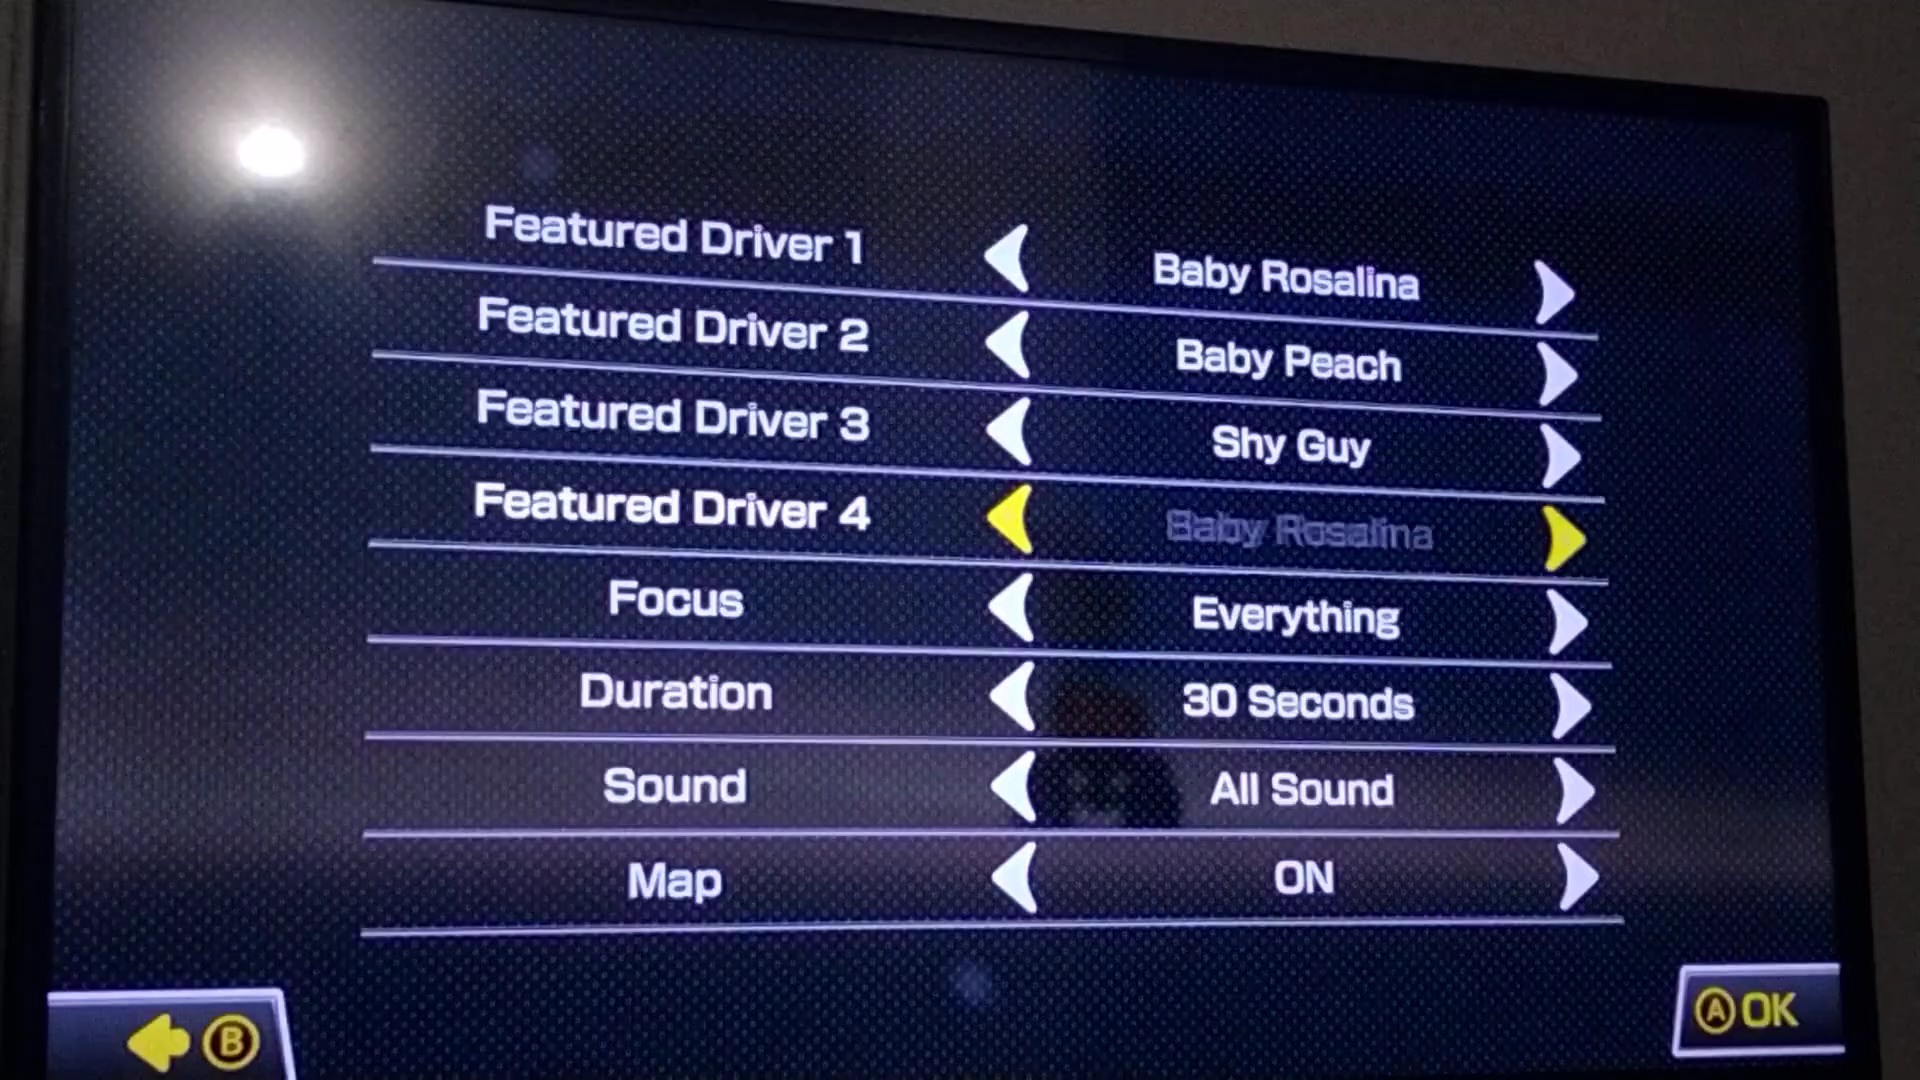 Featured Driver 1 Baby Rosalina
Featured Driver 2 Baby Peach
Featured Driver 3 Shy Guy
Featured Driver 4 Baby Rosalina
Focus Everything
Duration 30 Seconds
Sound All Sound
Map ON
B
A OK